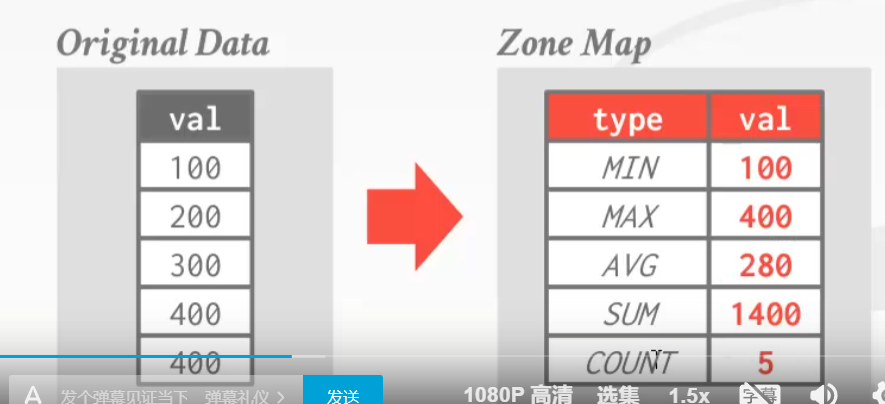 Original Data
Zone Map
val
100
200
300
400
400
type val
MIN 100
MAX 400
AVG 280
SUM 1400
COUNT 5
A 发个弹幕见证当下 弹幕礼仪 > 发送 1080P 高清 选集 1.5x 字幕